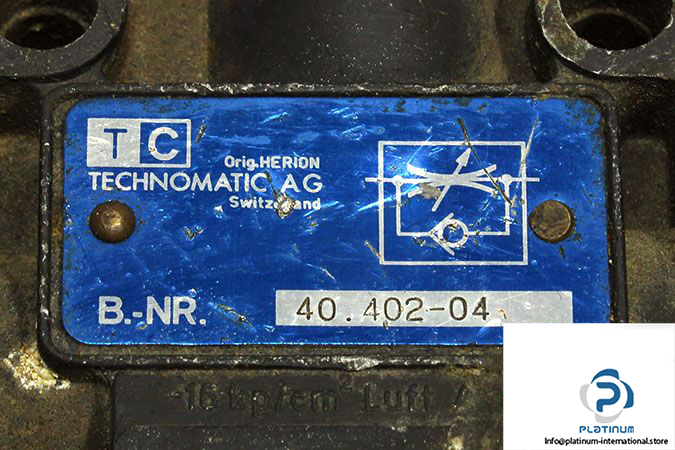 TC
Orig.HERION
TECHNOMATIC AG
Switzerland
B.-NR. 40.402-04
-16 kp/cm² Luft
PLATINUM
Info@platinum-international.store